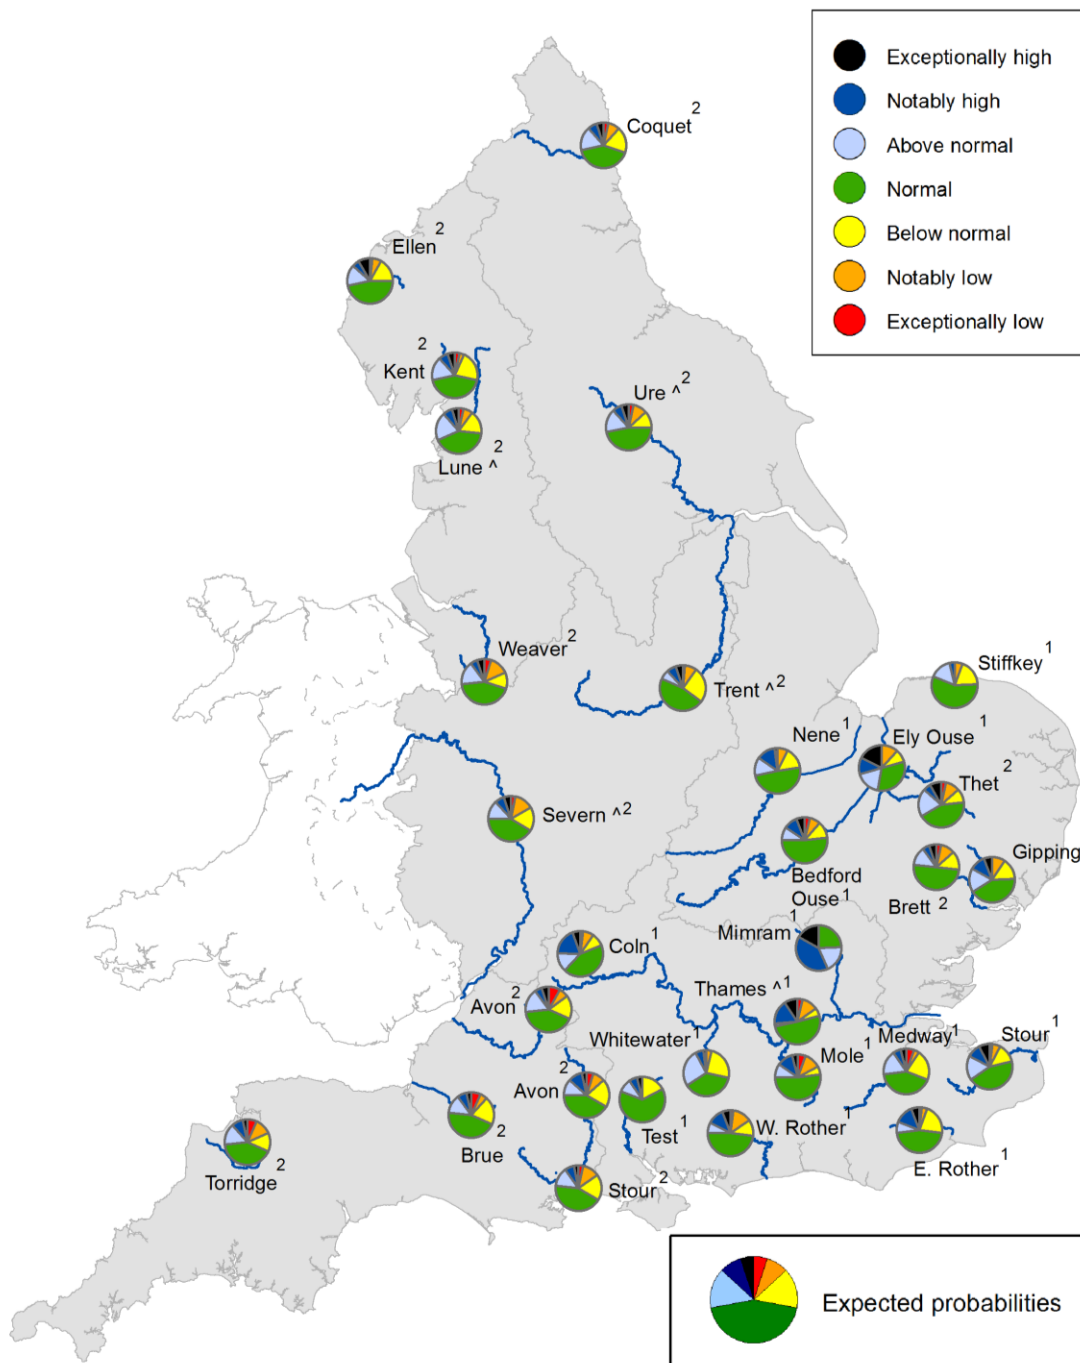 Exceptionally high
Notably high
Above normal
Normal
Below normal
Notably low
Exceptionally low
Coquet 2
Ellen 2
Kent 2
Ure ^2
Lune ^ 2
Weaver 2
Trent ^2
Stiffkey 1
Nene 1
Ely Ouse 1
Thet 2
Severn ^2
Gipping
Bedford
Ouse 1
Brett 2
Mimram 1
Coln 1
Thames ^1
Avon 2
Whitewater 1
Mole 1
Medway 1
Stour 1
Avon 2
Test 1
W. Rother 1
E. Rother 1
Brue 2
Torridge 2
Stour 2
Expected probabilities